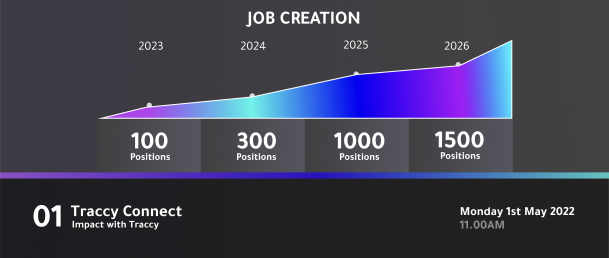 JOB CREATION
2023 2024 2025 2026
100 300 1000 1500
Positions Positions Positions Positions
01 Traccy Connect
Impact with Traccy
Monday 1st May 2022
11.00AM